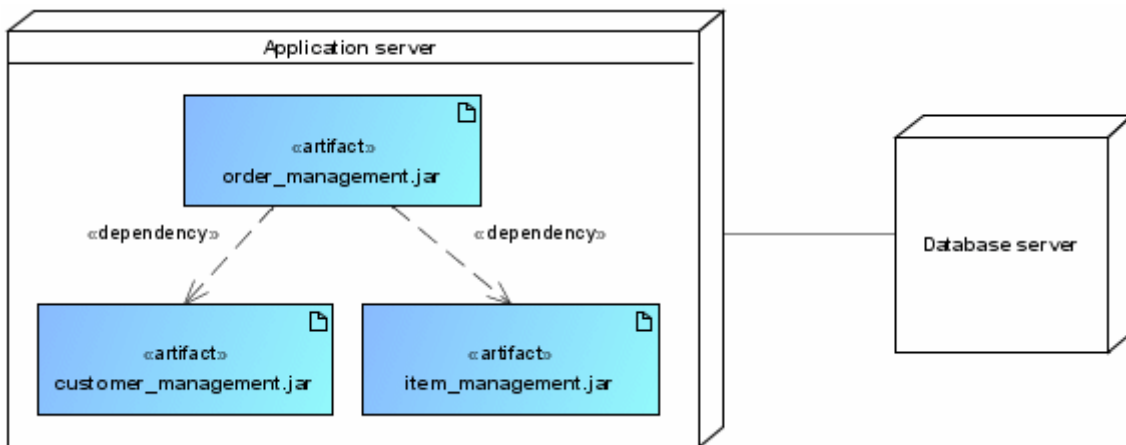 Application server
«artifact»
order_management.jar
«dependency»
«dependency»
Database server
«artifact»
customer_management.jar
«artifact»
item_management.jar